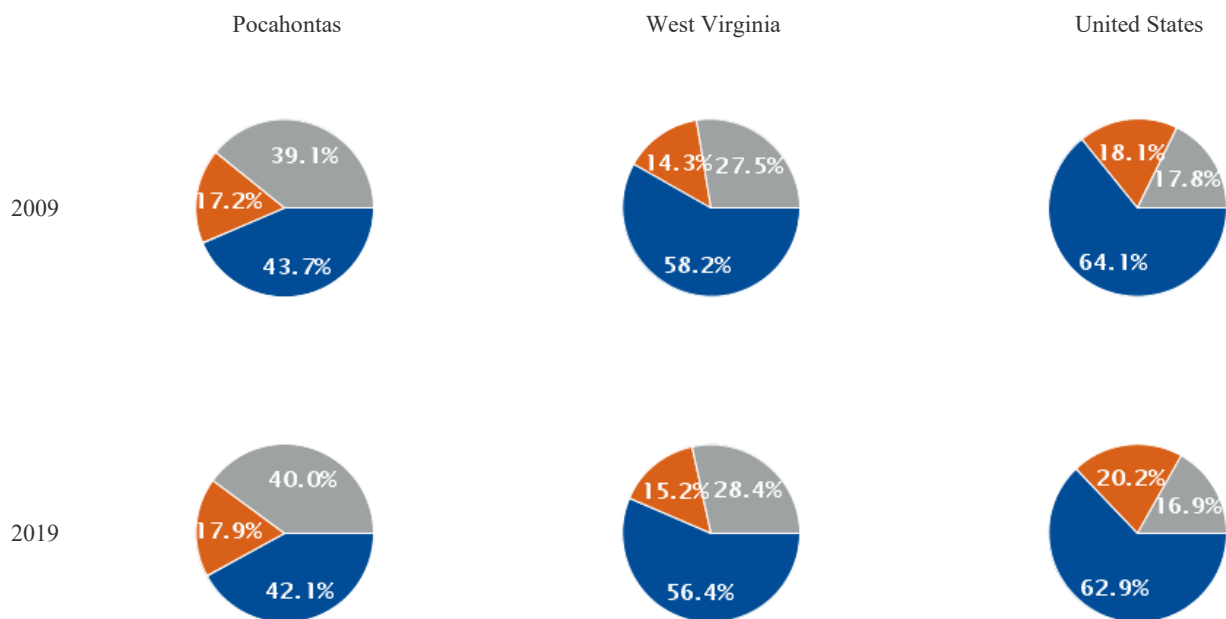 Pocahontas West Virginia United States
39.1% 14.3% 27.5% 18.1% 17.8%
2009 17.2%
43.7% 58.2% 64.1%
40.0% 15.2% 28.4% 20.2% 16.9%
2019 17.9%
42.1% 56.4% 62.9%